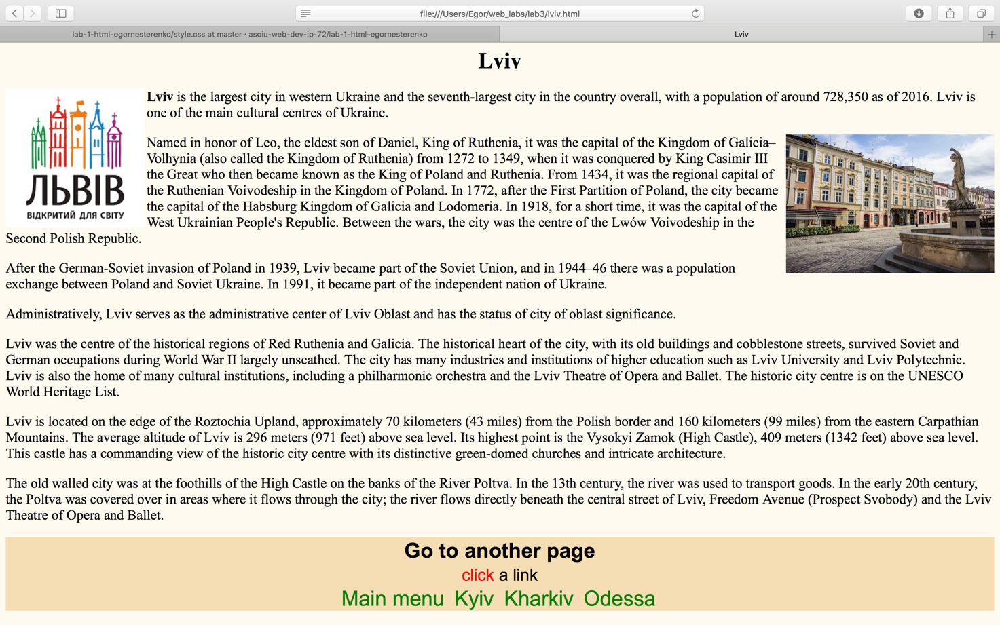 file:///Users/Egor/web_labs/lab3/lviv.html
lab-1-html-egornesterenko/style.css at master · asoiu-web-dev-ip-72/lab-1-html-egornesterenko
Lviv
Lviv
ЛЬВІВ
ВІДКРИТИЙ ДЛЯ СВІТУ
Lviv is the largest city in western Ukraine and the seventh-largest city in the country overall, with a population of around 728,350 as of 2016. Lviv is
one of the main cultural centres of Ukraine.
Named in honor of Leo, the eldest son of Daniel, King of Ruthenia, it was the capital of the Kingdom of Galicia–
Volhynia (also called the Kingdom of Ruthenia) from 1272 to 1349, when it was conquered by King Casimir III
the Great who then became known as the King of Poland and Ruthenia. From 1434, it was the regional capital of
the Ruthenian Voivodeship in the Kingdom of Poland. In 1772, after the First Partition of Poland, the city became
the capital of the Habsburg Kingdom of Galicia and Lodomeria. In 1918, for a short time, it was the capital of the
West Ukrainian People's Republic. Between the wars, the city was the centre of the Lwów Voivodeship in the
Second Polish Republic.
After the German-Soviet invasion of Poland in 1939, Lviv became part of the Soviet Union, and in 1944–46 there was a population
exchange between Poland and Soviet Ukraine. In 1991, it became part of the independent nation of Ukraine.
Administratively, Lviv serves as the administrative center of Lviv Oblast and has the status of city of oblast significance.
Lviv was the centre of the historical regions of Red Ruthenia and Galicia. The historical heart of the city, with its old buildings and cobblestone streets, survived Soviet and
German occupations during World War II largely unscathed. The city has many industries and institutions of higher education such as Lviv University and Lviv Polytechnic.
Lviv is also the home of many cultural institutions, including a philharmonic orchestra and the Lviv Theatre of Opera and Ballet. The historic city centre is on the UNESCO
World Heritage List.
Lviv is located on the edge of the Roztochia Upland, approximately 70 kilometers (43 miles) from the Polish border and 160 kilometers (99 miles) from the eastern Carpathian
Mountains. The average altitude of Lviv is 296 meters (971 feet) above sea level. Its highest point is the Vysokyi Zamok (High Castle), 409 meters (1342 feet) above sea level.
This castle has a commanding view of the historic city centre with its distinctive green-domed churches and intricate architecture.
The old walled city was at the foothills of the High Castle on the banks of the River Poltva. In the 13th century, the river was used to transport goods. In the early 20th century,
the Poltva was covered over in areas where it flows through the city; the river flows directly beneath the central street of Lviv, Freedom Avenue (Prospect Svobody) and the Lviv
Theatre of Opera and Ballet.
Go to another page
click a link
Main menu Kyiv Kharkiv Odessa